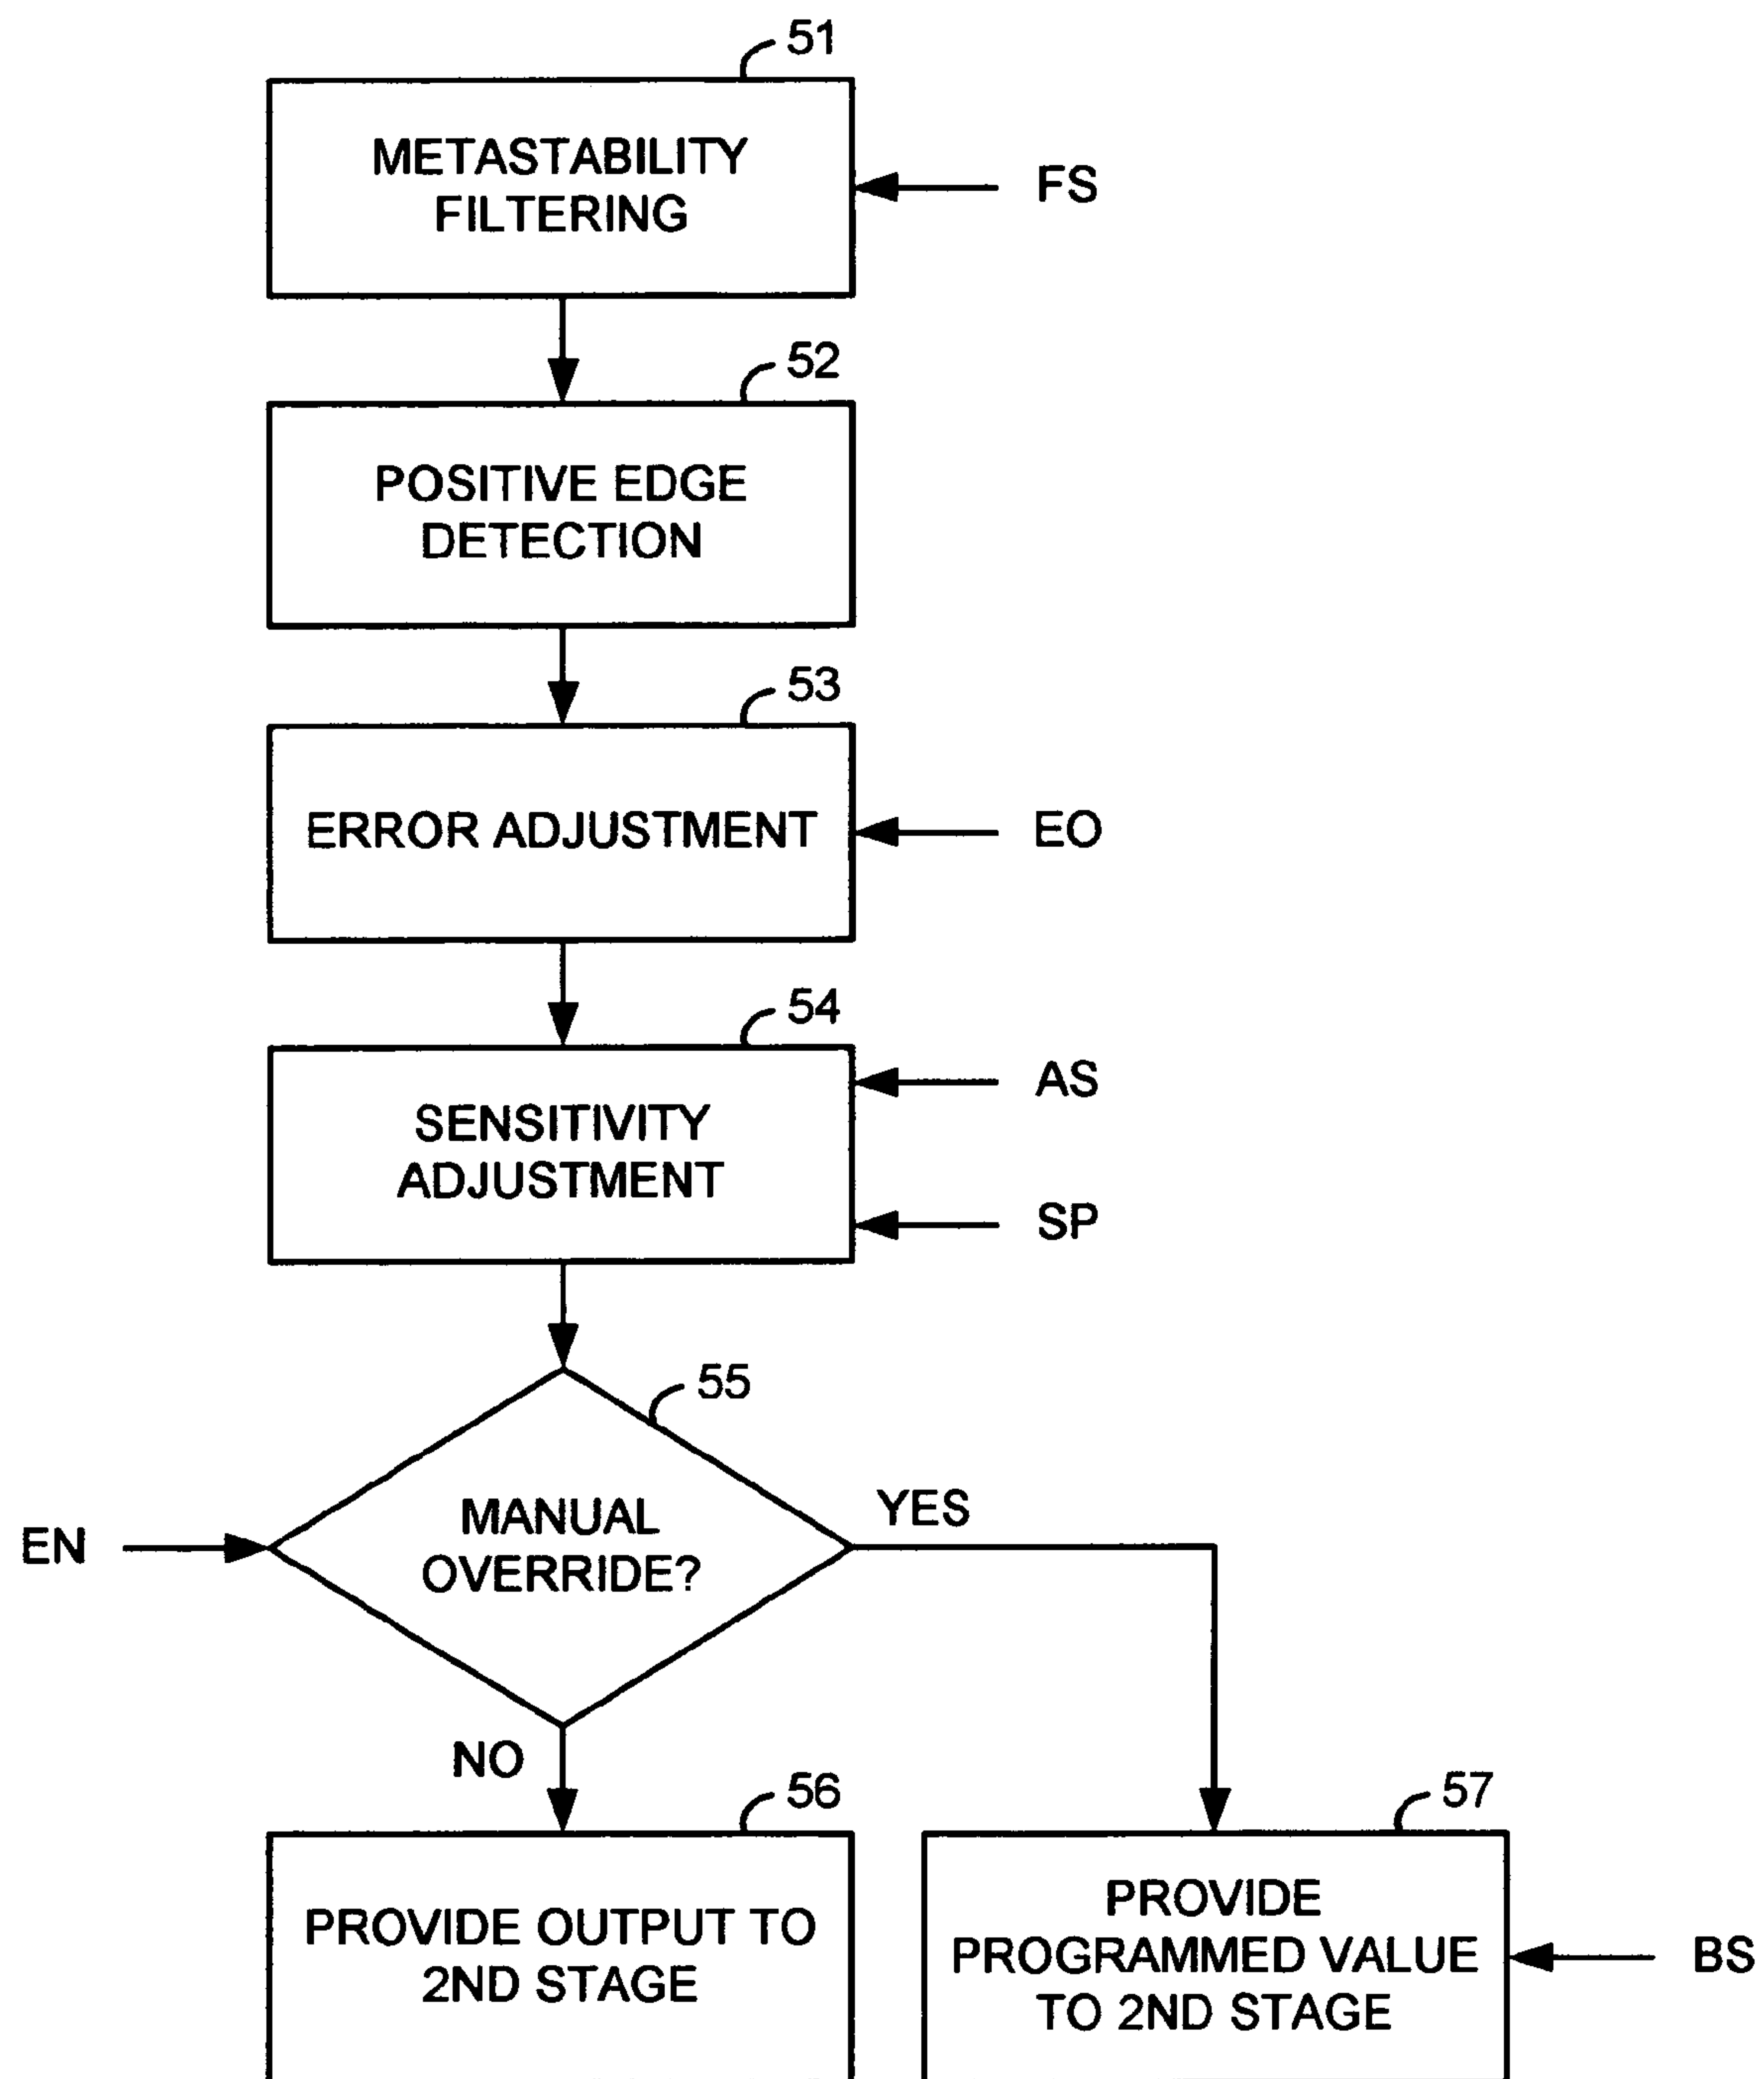 51
METASTABILITY
FILTERING
FS
52
POSITIVE EDGE
DETECTION
53
ERROR ADJUSTMENT
EO
54
SENSITIVITY
ADJUSTMENT
AS
SP
55
MANUAL
OVERRIDE?
EN
YES
NO
56
PROVIDE OUTPUT TO
2ND STAGE
57
PROVIDE
PROGRAMMED VALUE
TO 2ND STAGE
BS